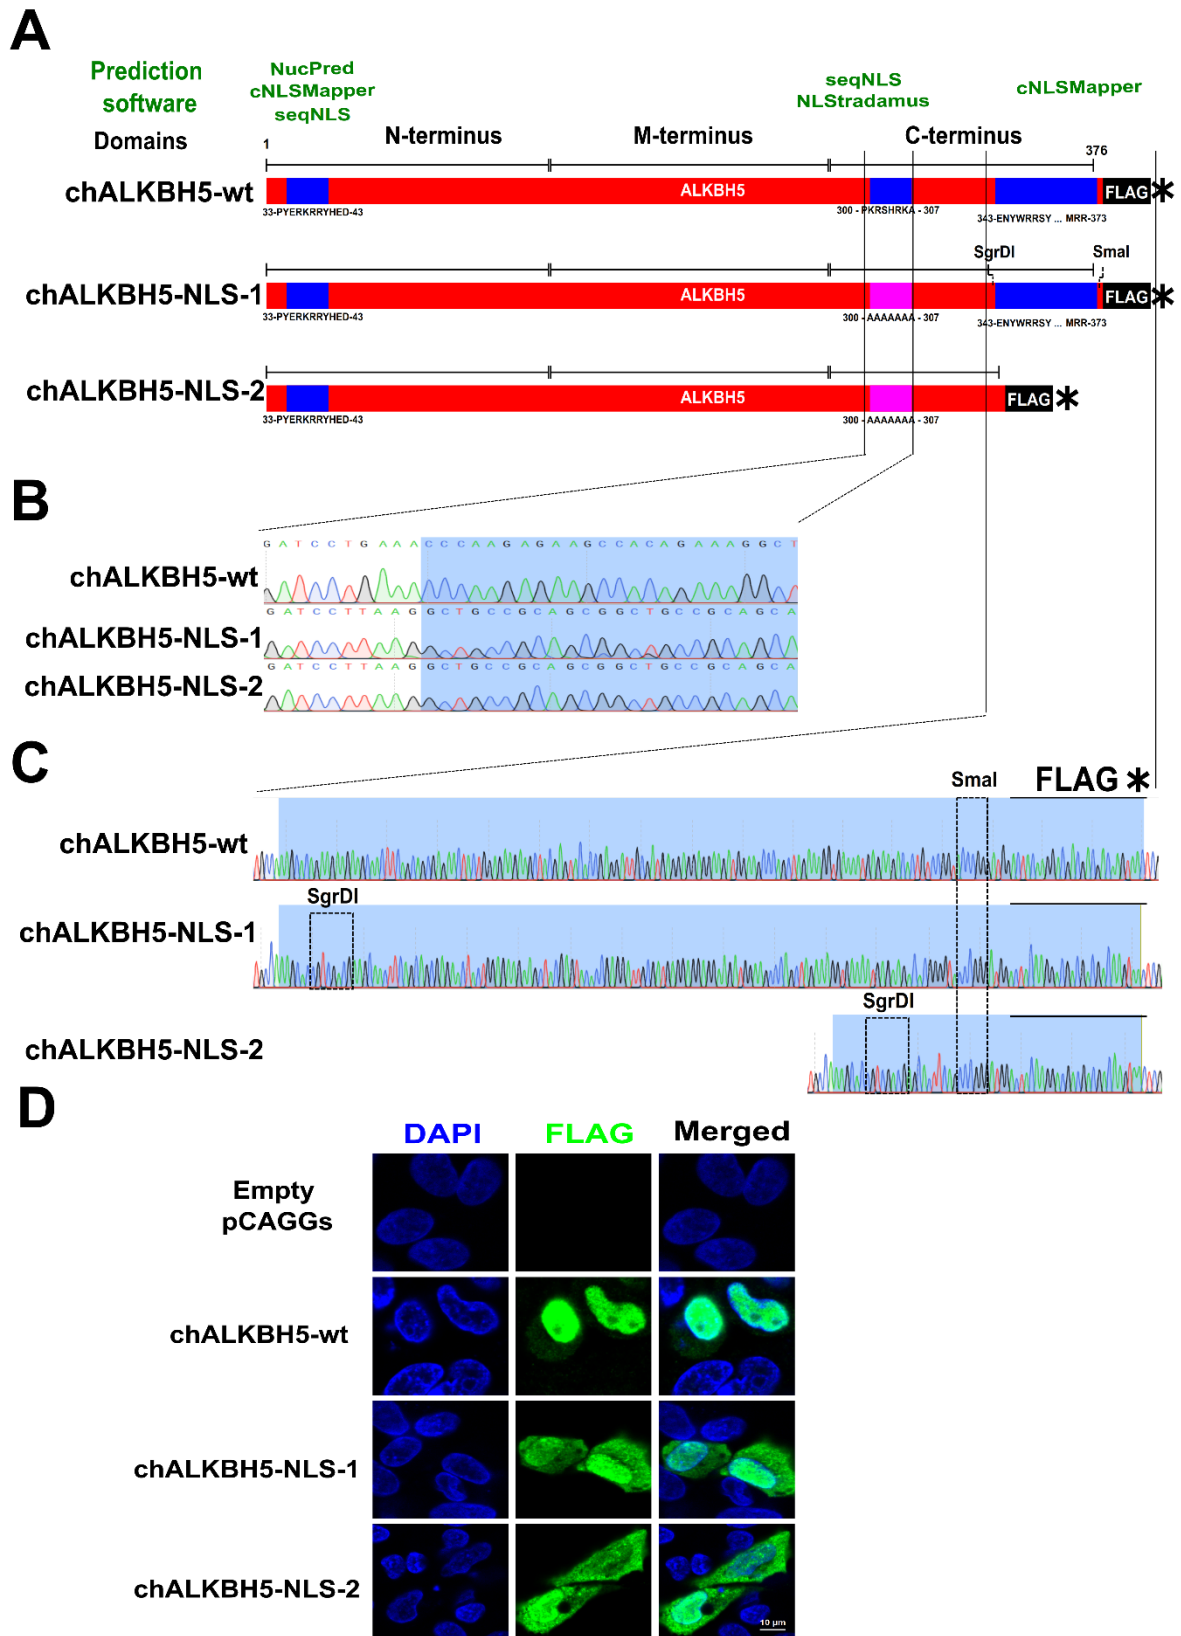 A
Prediction
software
NucPred
cNLSMapper
seqNLS
seqNLS
NLStradamus
cNLSMapper
Domains
1
N-terminus
M-terminus
C-terminus
376
chALKBH5-wt
ALKBH5
FLAG *
33-PYERKRRYHED-43
300 - PKRSHRKA - 307
343-ENYWRRSY ... MRR-373
SgrDI
SmaI
chALKBH5-NLS-1
ALKBH5
FLAG *
33-PYERKRRYHED-43
300 - AAAAAAA - 307
343-ENYWRRSY ... MRR-373
chALKBH5-NLS-2
ALKBH5
FLAG *
33-PYERKRRYHED-43
300 - AAAAAAA - 307
B
GATCCTGAAACCCAAGAGAAGCCACAGAAAGGCT
chALKBH5-wt
GATCCTTAAGGCTGCCGCAGCGGCTGCCGCAGCA
chALKBH5-NLS-1
GATCCTTAAGGCTGCCGCAGCGGCTGCCGCAGCA
chALKBH5-NLS-2
C
SmaI
FLAG *
chALKBH5-wt
SgrDI
chALKBH5-NLS-1
SgrDI
chALKBH5-NLS-2
D
DAPI
FLAG
Merged
Empty
pCAGGs
chALKBH5-wt
chALKBH5-NLS-1
chALKBH5-NLS-2
10 μm